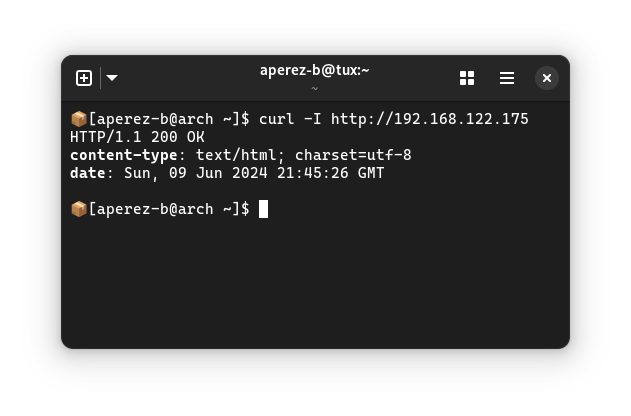 aperez-b@tux:~
~
📦[aperez-b@arch ~]$ curl -I http://192.168.122.175
HTTP/1.1 200 OK
content-type: text/html; charset=utf-8
date: Sun, 09 Jun 2024 21:45:26 GMT
📦[aperez-b@arch ~]$